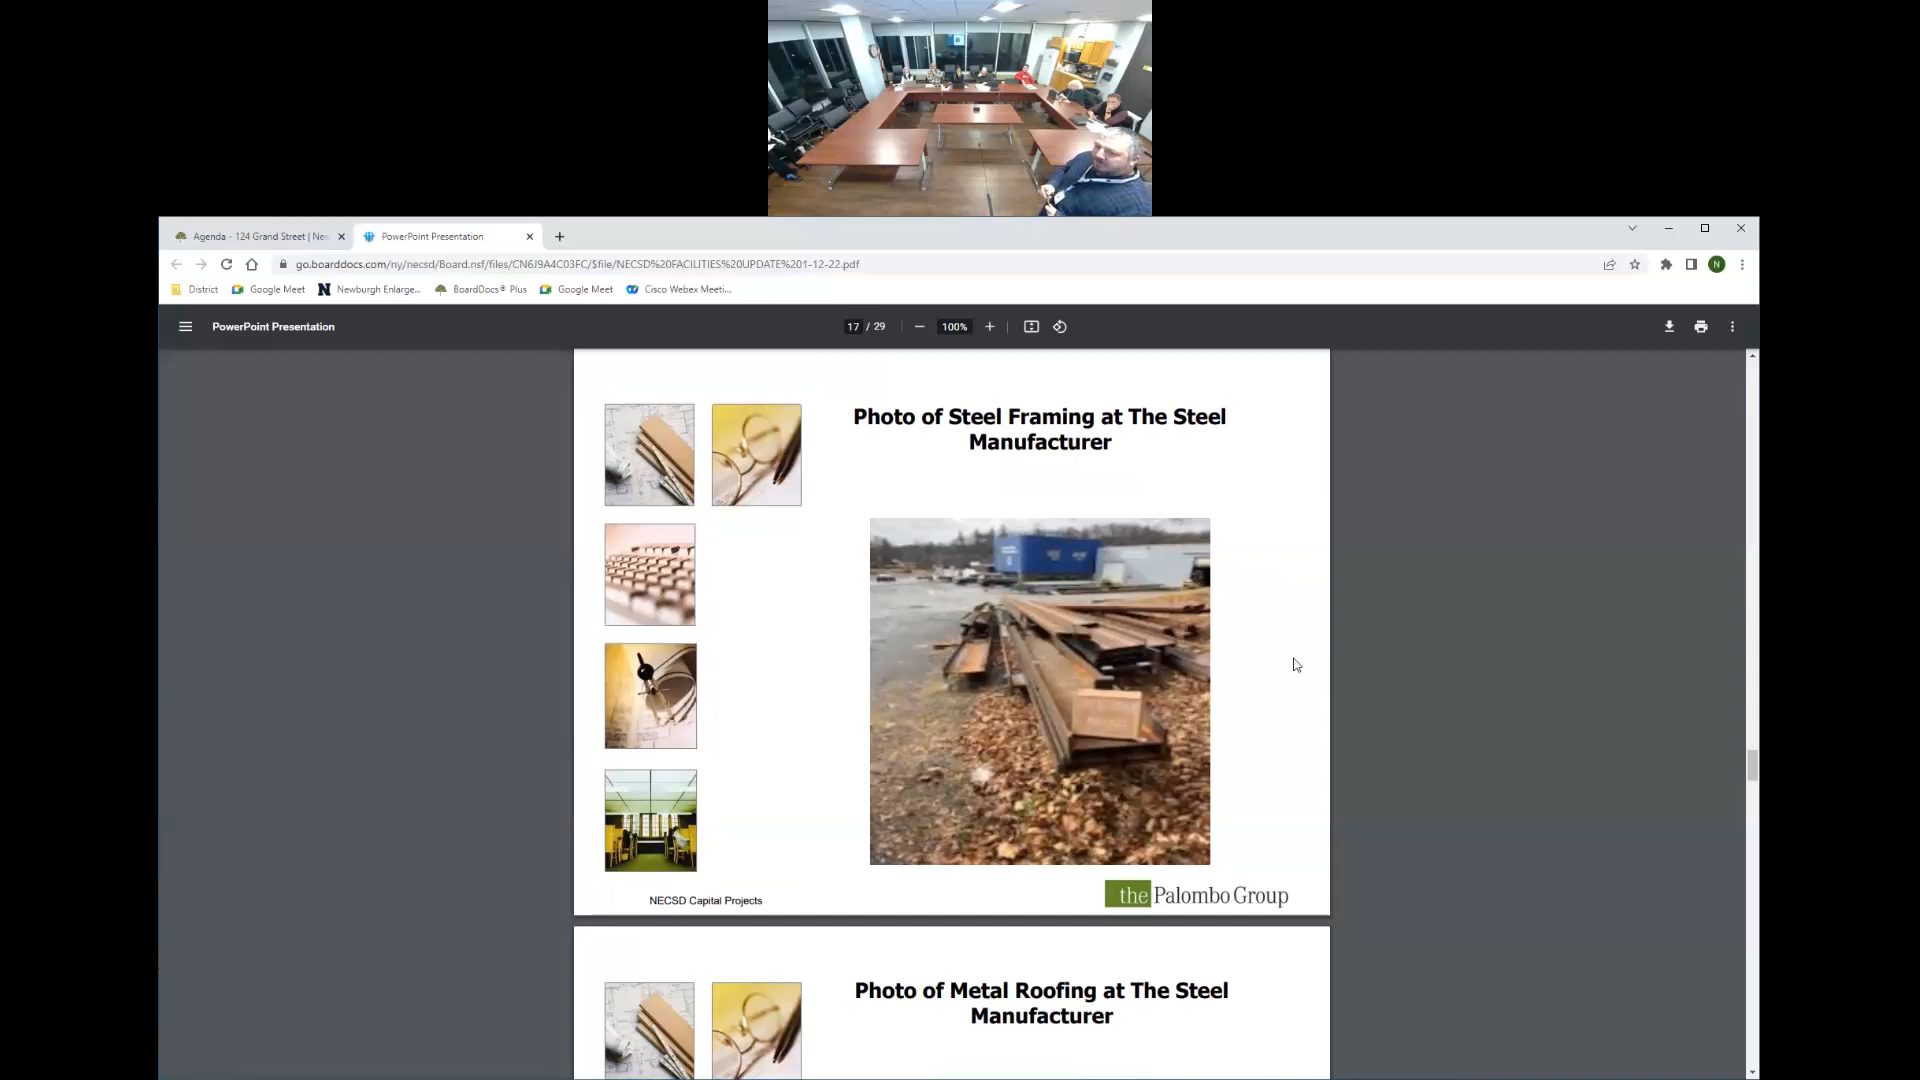 Agenda - 124 Grand Street | New
PowerPoint Presentation
go.boarddocs.com/ny/necsd/Board.nsf/files/CN6J9A4C03FC/$file/NECSD%20FACILITIES%20UPDATE%201-12-22.pdf
N
District
Google Meet
Newburgh Enlarge...
BoardDocs® Plus
Google Meet
Cisco Webex Meeti...
PowerPoint Presentation
17 / 29
100%
Photo of Steel Framing at The Steel
Manufacturer
NECSD Capital Projects
the Palombo Group
Photo of Metal Roofing at The Steel
Manufacturer